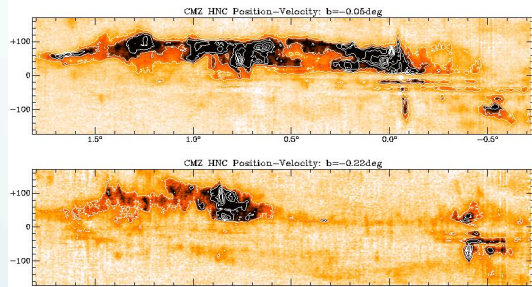 CMZ HNC Position-Velocity: b=-0.05deg
+100
0
-100
1.5° 1.0° 0.5° 0.0° -0.5°
CMZ HNC Position-Velocity: b=-0.22deg
+100
0
-100